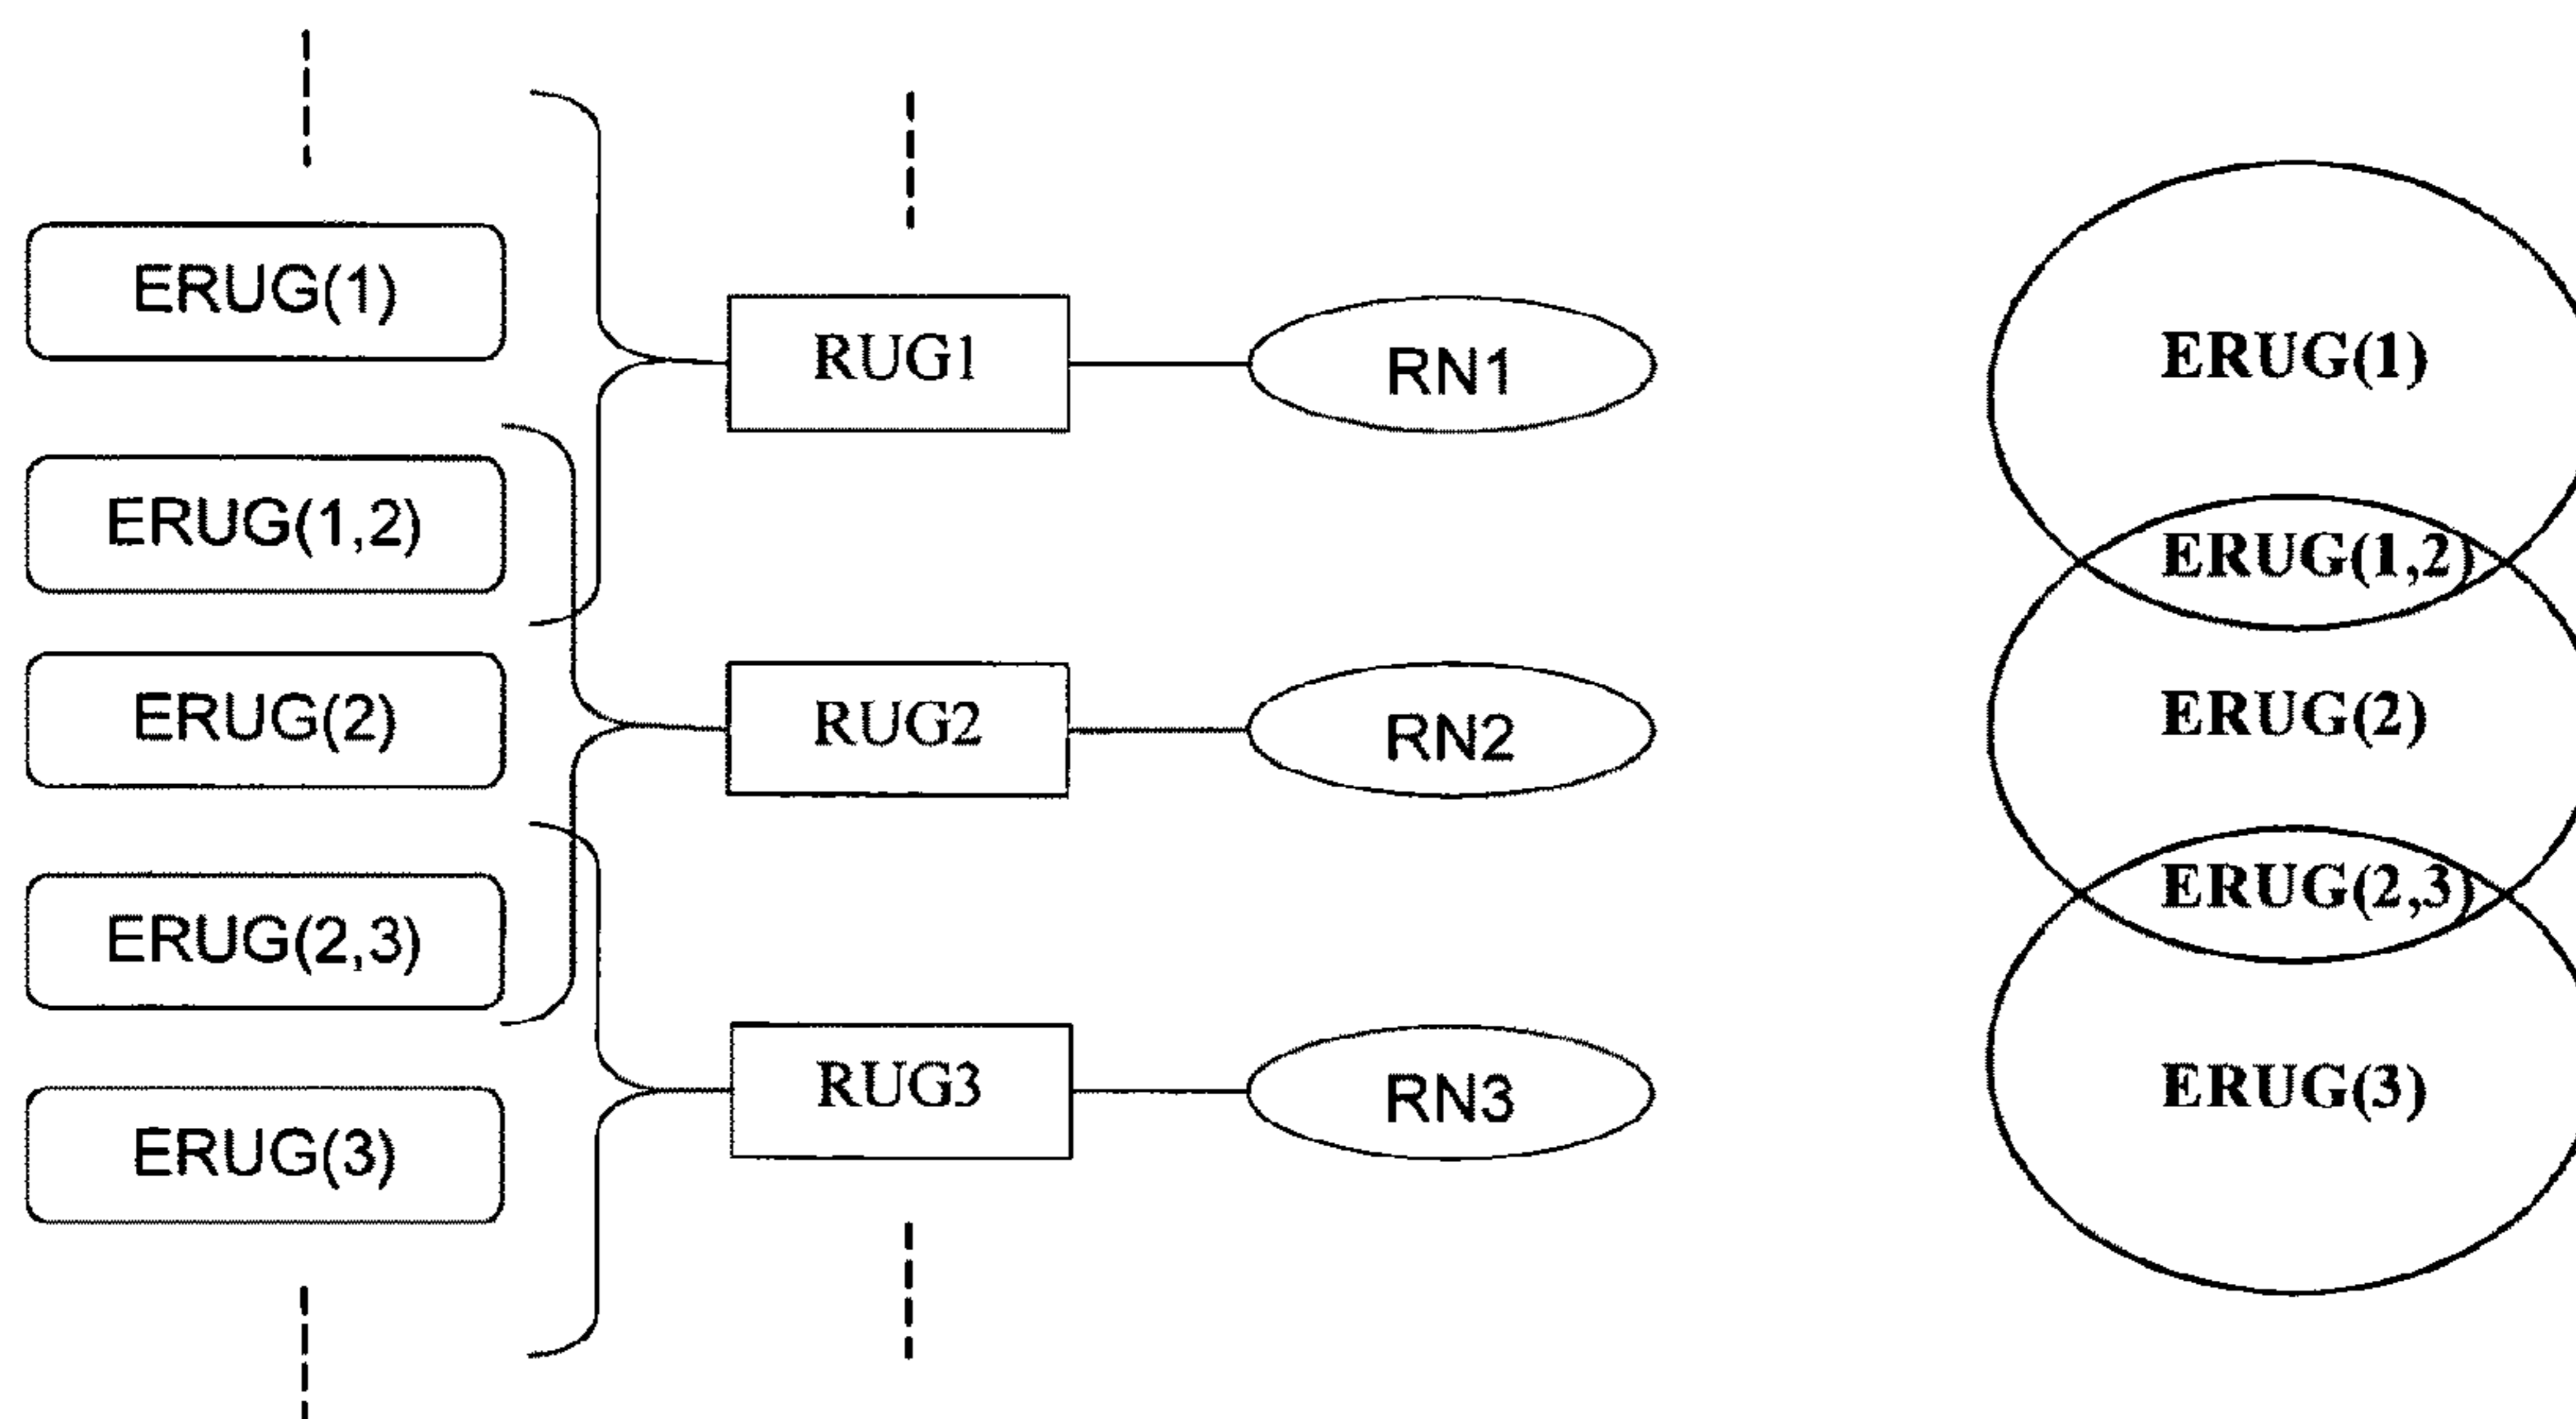 ERUG(1)
ERUG(1,2)
ERUG(2)
ERUG(2,3)
ERUG(3)
RUG1
RUG2
RUG3
RN1
RN2
RN3
ERUG(1)
ERUG(1,2)
ERUG(2)
ERUG(2,3)
ERUG(3)